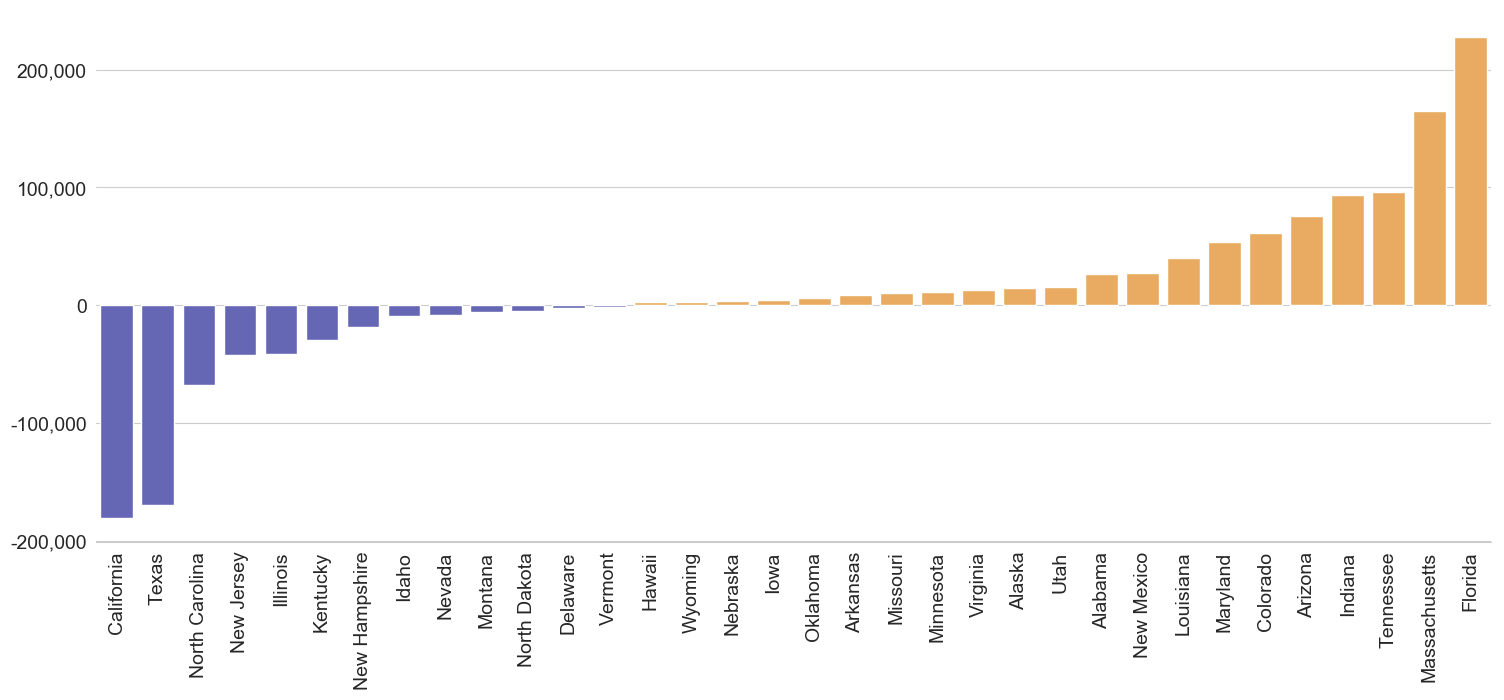 200,000
100,000
0
-100,000
-200,000
California
Texas
North Carolina
New Jersey
Illinois
Kentucky
New Hampshire
Idaho
Nevada
Montana
North Dakota
Delaware
Vermont
Hawaii
Wyoming
Nebraska
Iowa
Oklahoma
Arkansas
Missouri
Minnesota
Virginia
Alaska
Utah
Alabama
New Mexico
Louisiana
Maryland
Colorado
Arizona
Indiana
Tennessee
Massachusetts
Florida